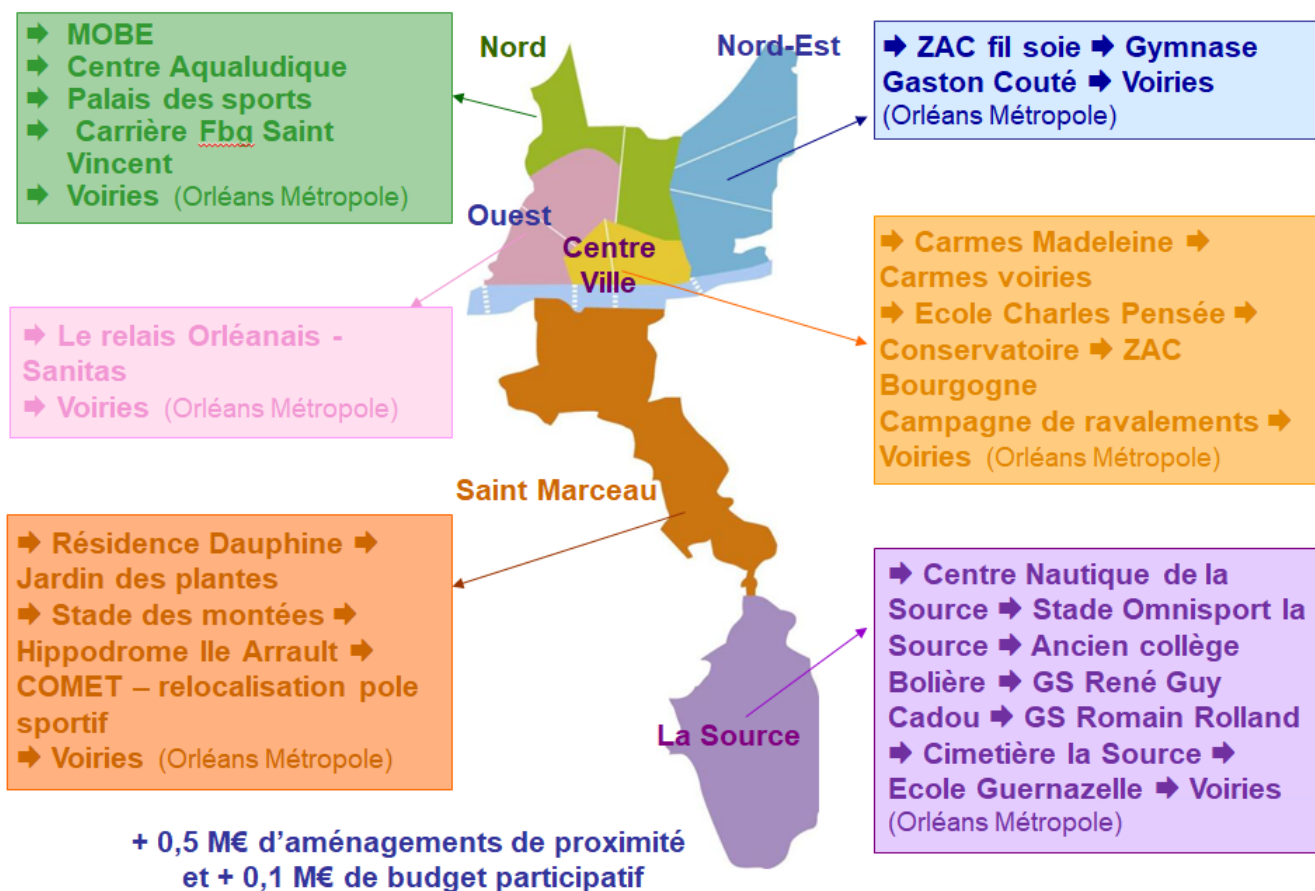 ➡ MOBE
➡ Centre Aqualudique
➡ Palais des sports
➡ Carrière Fbg Saint
Vincent
➡ Voiries (Orléans Métropole)
Nord
Nord-Est
➡ ZAC fil soie ➡ Gymnase
Gaston Couté ➡ Voiries
(Orléans Métropole)
Ouest
Centre
Ville
➡ Le relais Orléanais -
Sanitas
➡ Voiries (Orléans Métropole)
➡ Carmes Madeleine ➡
Carmes voiries
➡ Ecole Charles Pensée ➡
Conservatoire ➡ ZAC
Bourgogne
Campagne de ravalements ➡
Voiries (Orléans Métropole)
Saint Marceau
➡ Résidence Dauphine ➡
Jardin des plantes
➡ Stade des montées ➡
Hippodrome Ile Arrault ➡
COMET – relocalisation pole
sportif
➡ Voiries (Orléans Métropole)
➡ Centre Nautique de la
Source ➡ Stade Omnisport la
Source ➡ Ancien collège
Bolière ➡ GS René Guy
Cadou ➡ GS Romain Rolland
➡ Cimetière la Source ➡
Ecole Guernazelle ➡ Voiries
(Orléans Métropole)
La Source
+ 0,5 M€ d’aménagements de proximité
et + 0,1 M€ de budget participatif